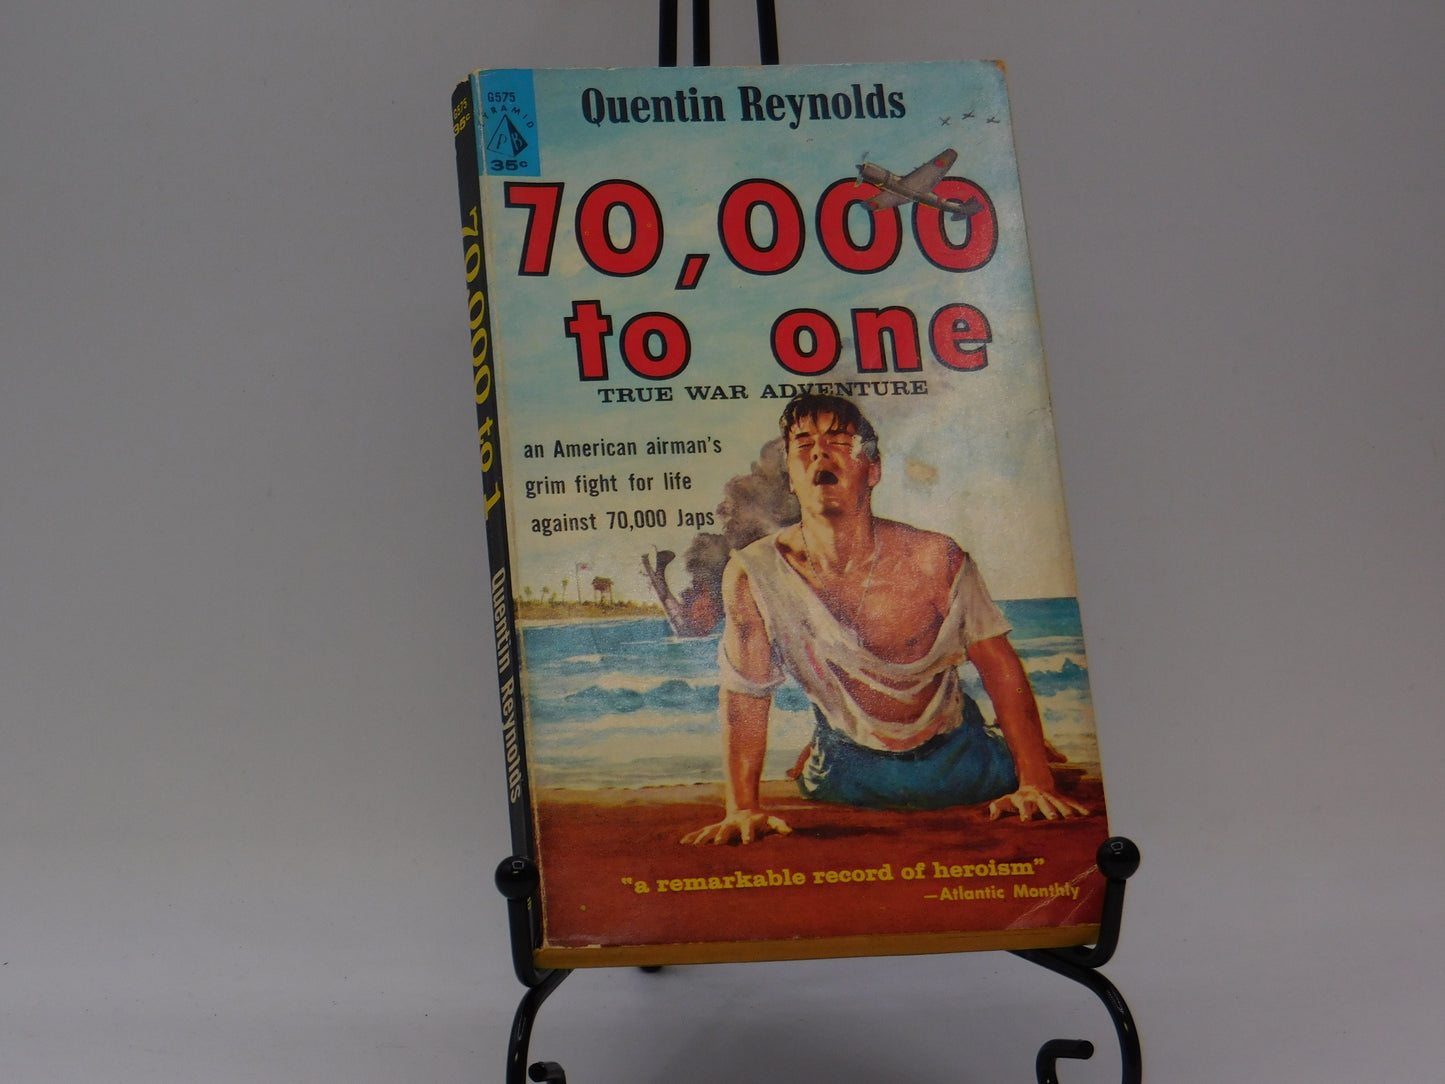 G575
PYRAMID
35c
Quentin Reynolds
70,000
to one
TRUE WAR ADVENTURE
an American airman's
grim fight for life
against 70,000 Japs
"a remarkable record of heroism"
—Atlantic Monthly
G575
35c
70,000 to 1
Quentin Reynolds